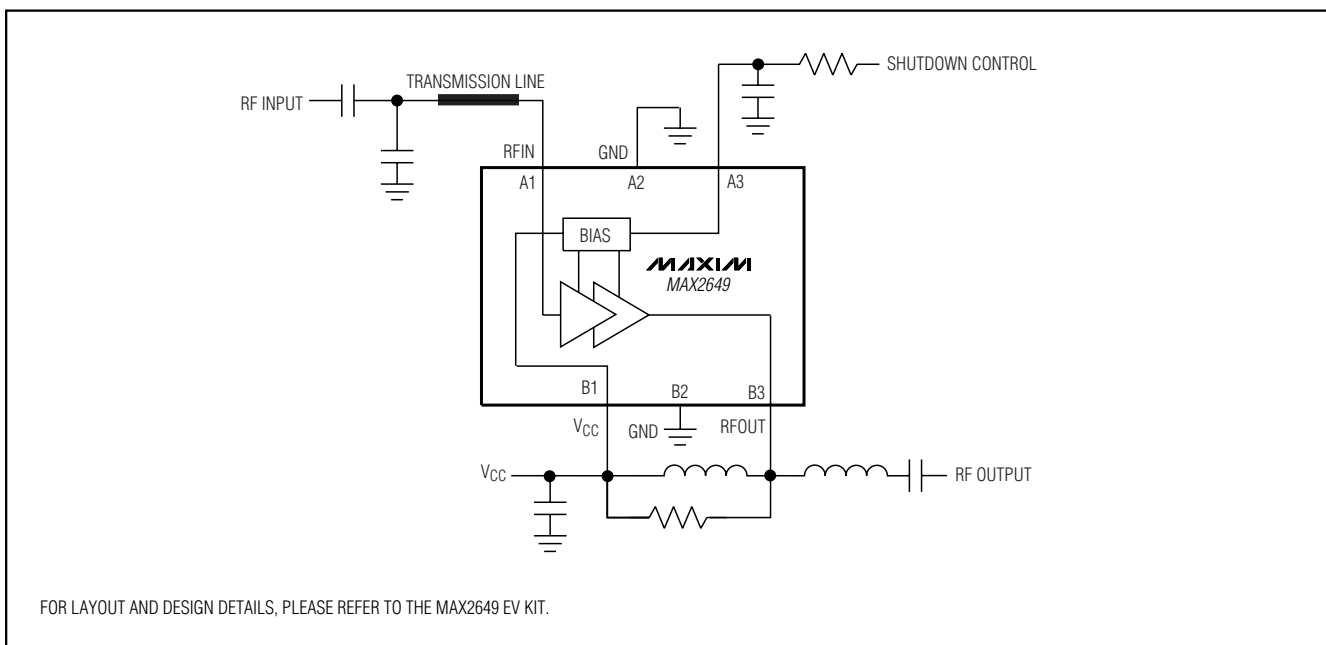 SHUTDOWN CONTROL
TRANSMISSION LINE
RF INPUT
RFIN
GND
A1
A2
A3
BIAS
MAXIM
MAX2649
B1
B2
B3
VCC
GND
RFOUT
VCC
RF OUTPUT
FOR LAYOUT AND DESIGN DETAILS, PLEASE REFER TO THE MAX2649 EV KIT.